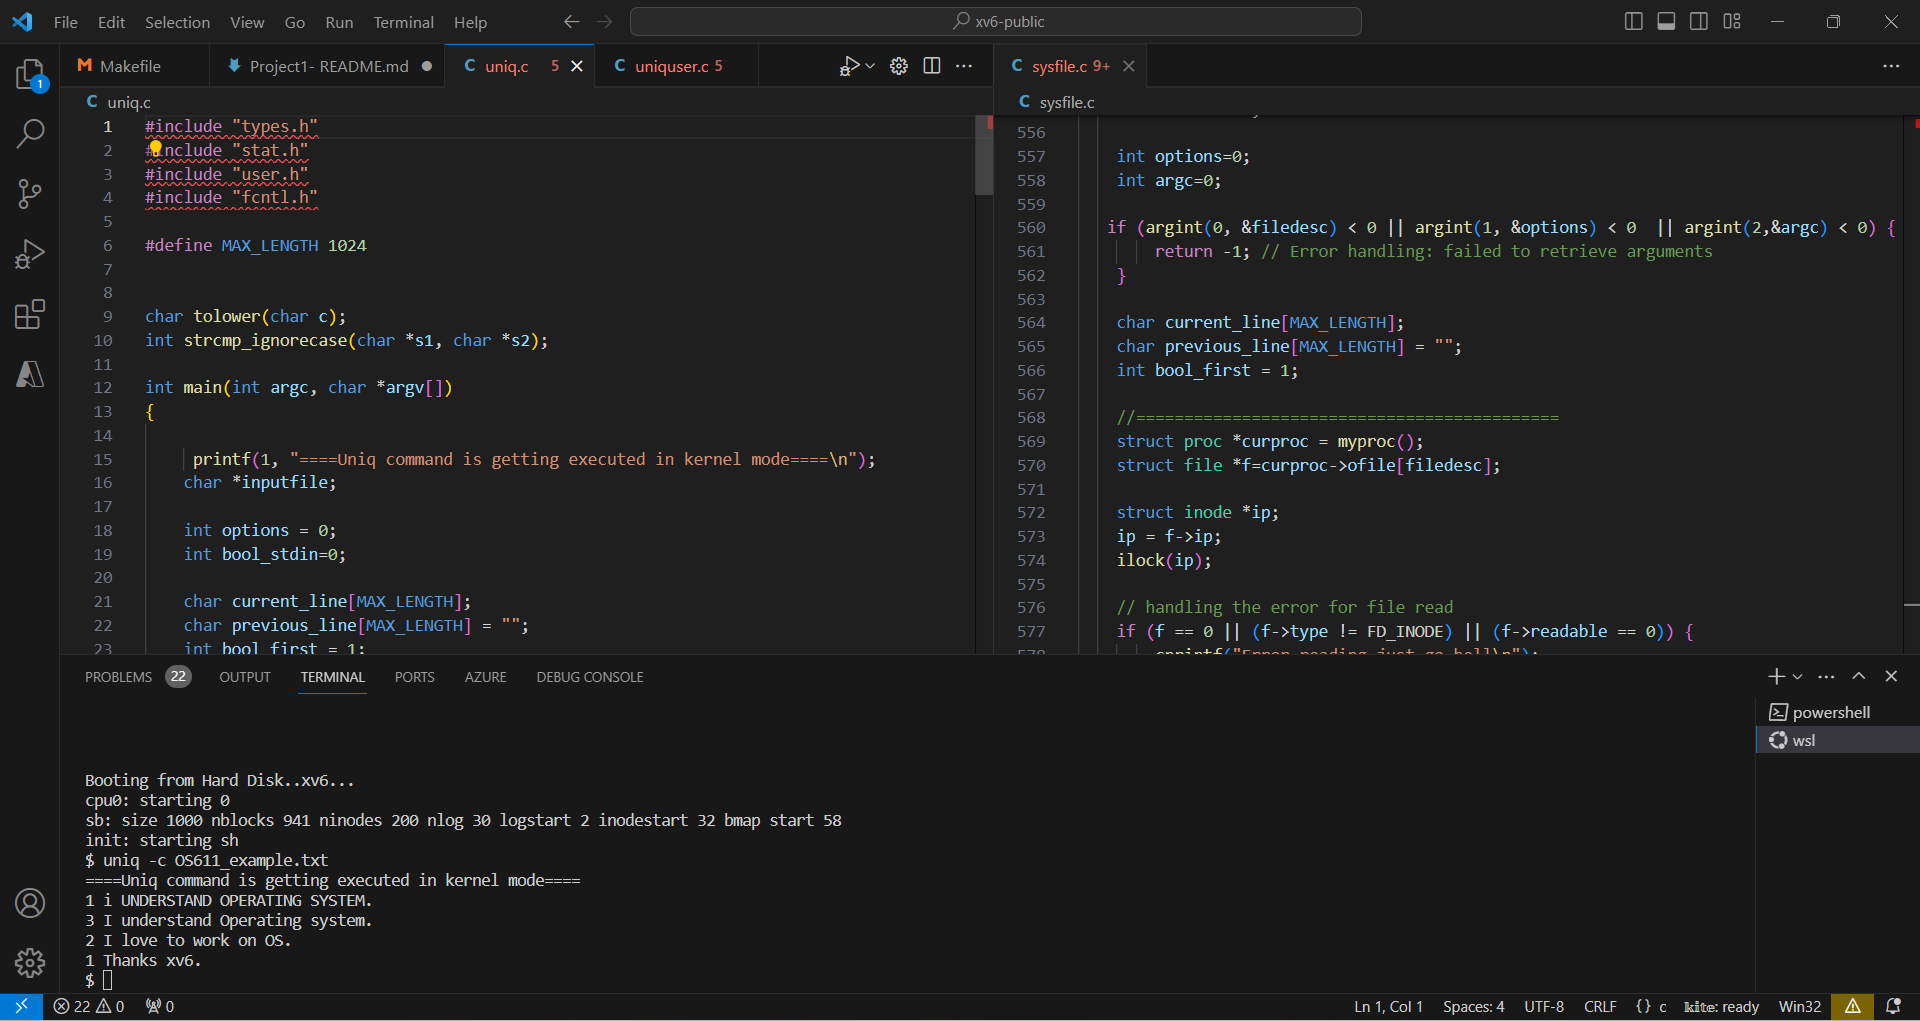 File Edit Selection View Go Run Terminal Help
xv6-public
Makefile
Project1- README.md
uniq.c 5
uniquser.c 5
sysfile.c 9+
1
uniq.c
1 #include "types.h"
2 #include "stat.h"
3 #include "user.h"
4 #include "fcntl.h"
5
6 #define MAX_LENGTH 1024
7
8
9 char tolower(char c);
10 int strcmp_ignorecase(char *s1, char *s2);
11
12 int main(int argc, char *argv[])
13 {
14
15 printf(1, "====Uniq command is getting executed in kernel mode====\n");
16 char *inputfile;
17
18 int options = 0;
19 int bool_stdin=0;
20
21 char current_line[MAX_LENGTH];
22 char previous_line[MAX_LENGTH] = "";
23 int bool_first = 1;
sysfile.c
556
557 int options=0;
558 int argc=0;
559
560 if (argint(0, &filedesc) < 0 || argint(1, &options) < 0 || argint(2,&argc) < 0) {
561 return -1; // Error handling: failed to retrieve arguments
562 }
563
564 char current_line[MAX_LENGTH];
565 char previous_line[MAX_LENGTH] = "";
566 int bool_first = 1;
567
568 //============================================
569 struct proc *curproc = myproc();
570 struct file *f=curproc->ofile[filedesc];
571
572 struct inode *ip;
573 ip = f->ip;
574 ilock(ip);
575
576 // handling the error for file read
577 if (f == 0 || (f->type != FD_INODE) || (f->readable == 0)) {
578
PROBLEMS 22 OUTPUT TERMINAL PORTS AZURE DEBUG CONSOLE
powershell
wsl
Booting from Hard Disk..xv6...
cpu0: starting 0
sb: size 1000 nblocks 941 ninodes 200 nlog 30 logstart 2 inodestart 32 bmap start 58
init: starting sh
$ uniq -c OS611_example.txt
====Uniq command is getting executed in kernel mode====
1 i UNDERSTAND OPERATING SYSTEM.
3 I understand Operating system.
2 I love to work on OS.
1 Thanks xv6.
$
22 0 0
Ln 1, Col 1 Spaces: 4 UTF-8 CRLF {} c kite: ready Win32